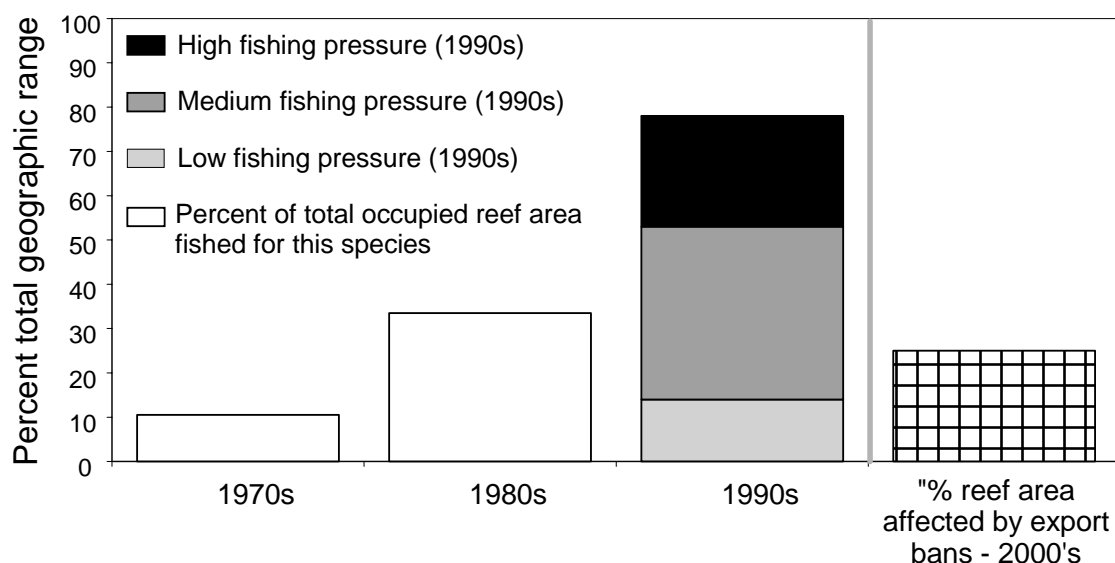 Percent total geographic range
100
90
80
70
60
50
40
30
20
10
0
High fishing pressure (1990s)
Medium fishing pressure (1990s)
Low fishing pressure (1990s)
Percent of total occupied reef area
fished for this species
1970s
1980s
1990s
"% reef area
affected by export
bans - 2000's